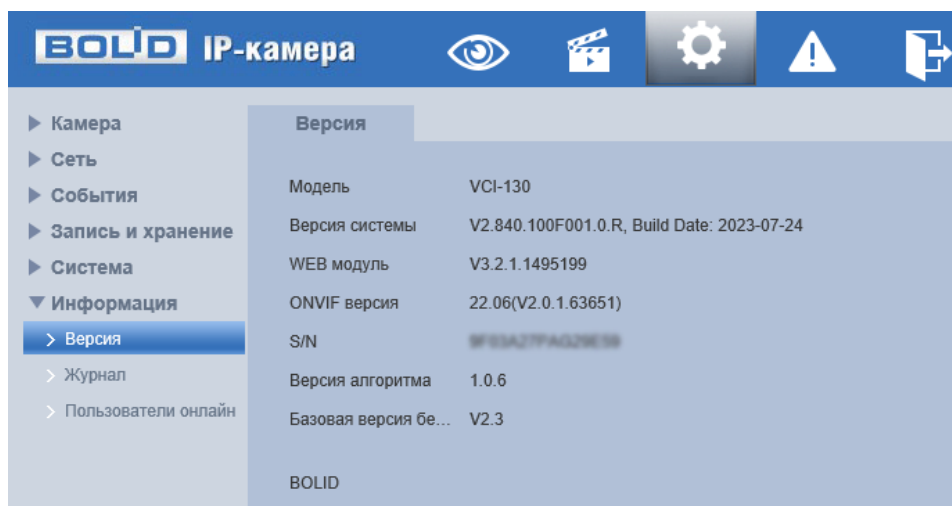 BOLID IP-камера
Камера
Сеть
События
Запись и хранение
Система
Информация
Версия
Журнал
Пользователи онлайн
Версия
Модель VCI-130
Версия системы V2.840.100F001.0.R, Build Date: 2023-07-24
WEB модуль V3.2.1.1495199
ONVIF версия 22.06(V2.0.1.63651)
S/N
Версия алгоритма 1.0.6
Базовая версия бе... V2.3
BOLID